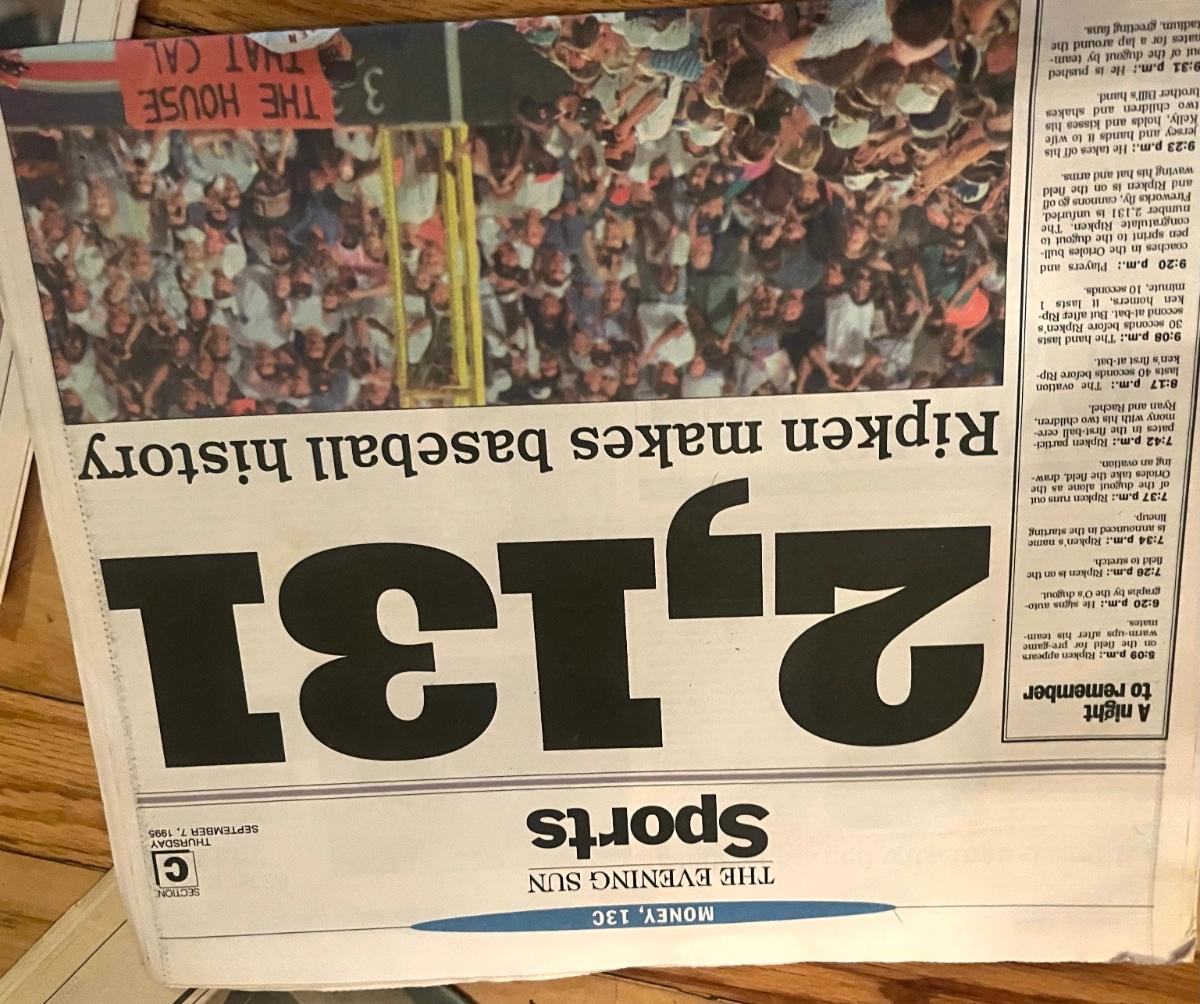 MONEY, 13C
THE EVENING SUN
Sports
SECTION
C
THURSDAY
SEPTEMBER 7, 1995
2,131
Ripken makes baseball history
A night
to remember
5:09 p.m.: Ripken appears
on the field for pre-game
warm-ups after his team-
mates.
6:20 p.m.: He signs auto-
graphs by the O's dugout.
7:26 p.m.: Ripken is on the
field to stretch.
7:34 p.m.: Ripken's name
is announced in the starting
lineup.
7:37 p.m.: Ripken runs out
of the dugout alone as the
Orioles take the field, draw-
ing an ovation.
7:42 p.m.: Ripken partici-
pates in the first-ball cere-
mony with his two children,
Ryan and Rachel.
8:17 p.m.: The ovation
lasts 40 seconds before Rip-
ken's first at-bat.
9:08 p.m.: The hand lasts
30 seconds before Ripken's
second at-bat. But after Rip-
ken homers, it lasts 1
minute, 10 seconds.
9:20 p.m.: Players and
coaches in the Orioles bull-
pen sprint to the dugout to
congratulate Ripken. The
number 2,131 is unfurled.
Fireworks fly, cannons go off
and Ripken is on the field
waving his hat and arms.
9:23 p.m.: He takes off his
jersey and hands it to wife
Kelly, holds and kisses his
two children and shakes
brother Bill's hand.
9:31 p.m.: He is pushed
out of the dugout by team-
mates for a lap around the
stadium, greeting fans.
THE HOUSE
THAT CAL